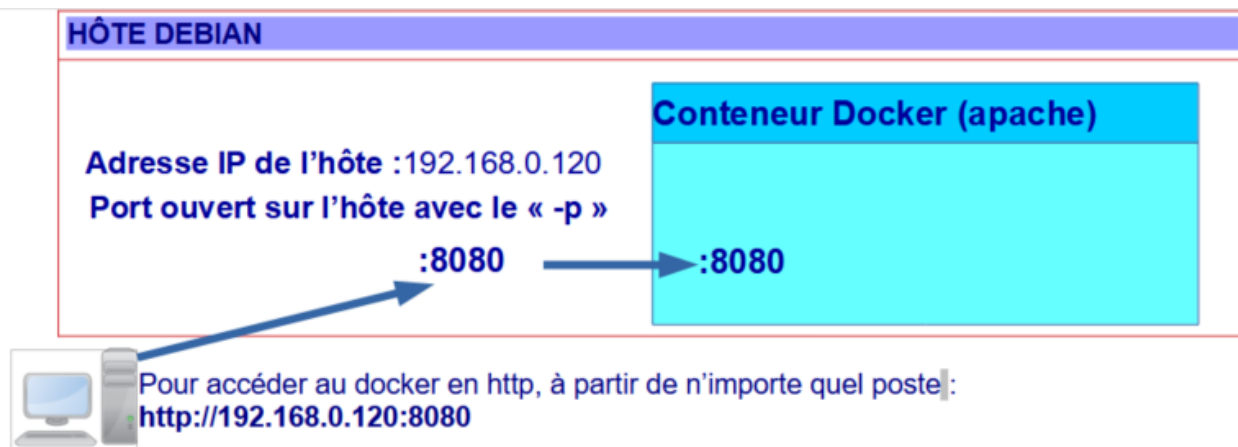 HÔTE DEBIAN
Conteneur Docker (apache)
Adresse IP de l’hôte :192.168.0.120
Port ouvert sur l’hôte avec le « -p »
:8080
:8080
Pour accéder au docker en http, à partir de n’importe quel poste :
http://192.168.0.120:8080